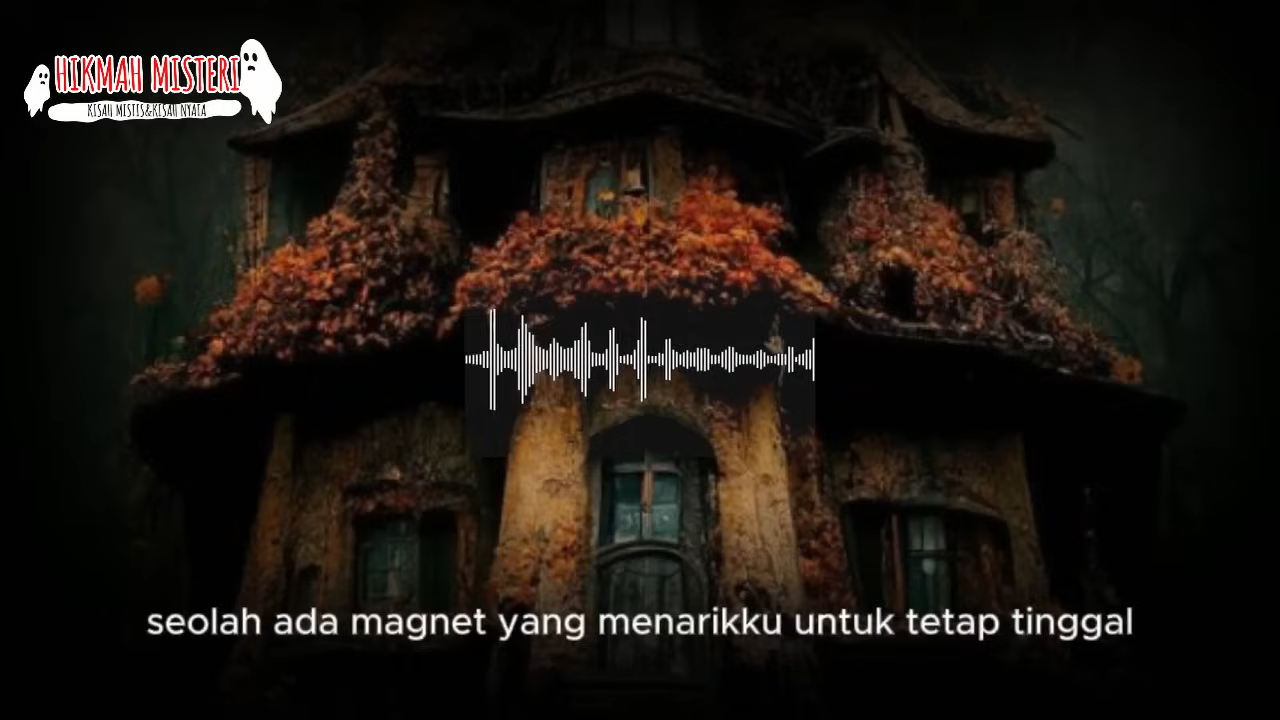 HIKMAH MISTERI
KISAH MISTIS&KISAH NYATA
seolah ada magnet yang menarikku untuk tetap tinggal